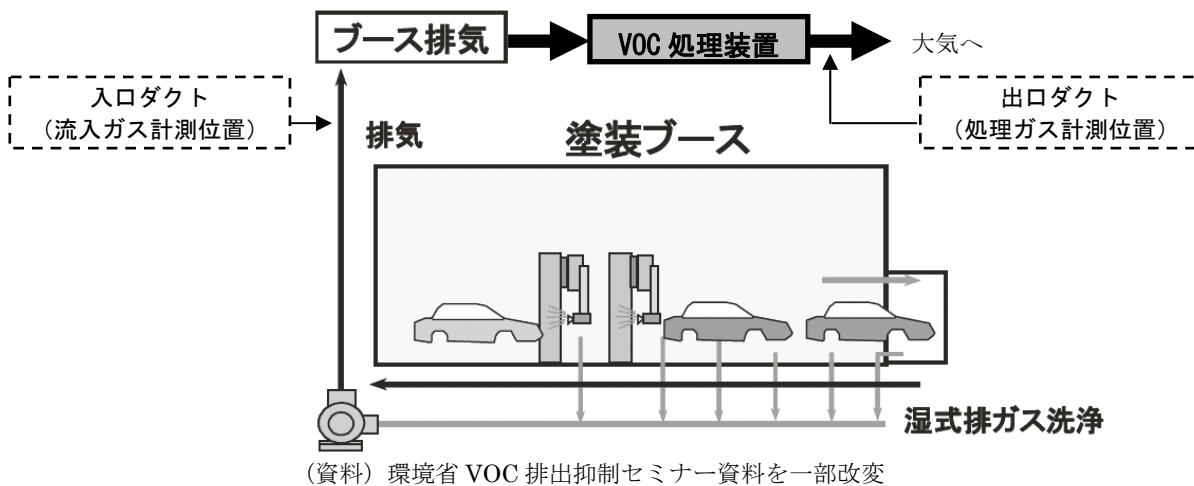 ブース排気
VOC 処理装置
大気へ
入口ダクト
（流入ガス計測位置）
出口ダクト
（処理ガス計測位置）
排気
塗装ブース
湿式排ガス洗浄
（資料）環境省 VOC 排出抑制セミナー資料を一部改変